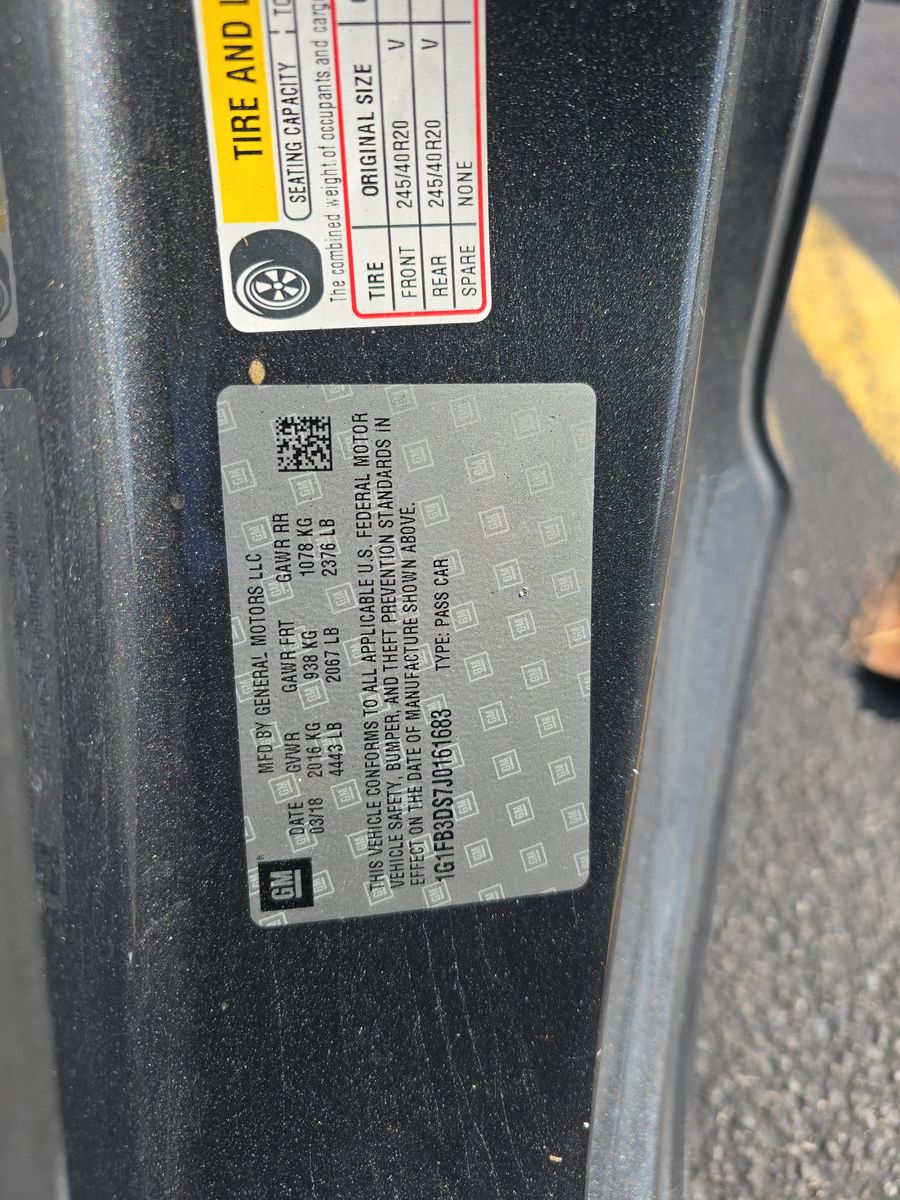 TIRE AND
SEATING CAPACITY
The combined weight of occupants and
TIRE ORIGINAL SIZE
FRONT 245/40R20 V
REAR 245/40R20 V
SPARE NONE
GM
MFD BY GENERAL MOTORS LLC
DATE GVWR GAWR FRT GAWR RR
03/18 2016 KG 938 KG 1078 KG
4443 LB 2067 LB 2376 LB
THIS VEHICLE CONFORMS TO ALL APPLICABLE U.S. FEDERAL MOTOR
VEHICLE SAFETY, BUMPER, AND THEFT PREVENTION STANDARDS IN
EFFECT ON THE DATE OF MANUFACTURE SHOWN ABOVE.
1G1FB3DS7J0161683 TYPE: PASS CAR